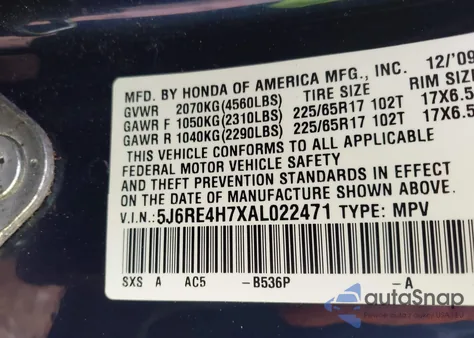 12/'09
MFD. BY HONDA OF AMERICA MFG., INC.
TIRE SIZE RIM SIZE
GVWR 2070KG(4560LBS)
GAWR F 1050KG(2310LBS) 225/65R17 102T 17X6.5
GAWR R 1040KG(2290LBS) 225/65R17 102T 17X6.5
THIS VEHICLE CONFORMS TO ALL APPLICABLE
FEDERAL MOTOR VEHICLE SAFETY
AND THEFT PREVENTION STANDARDS IN EFFECT
ON THE DATE OF MANUFACTURE SHOWN ABOVE.
V.I.N.: 5J6RE4H7XAL022471 TYPE: MPV
SXS A AC5 -B536P -A
autoSnap